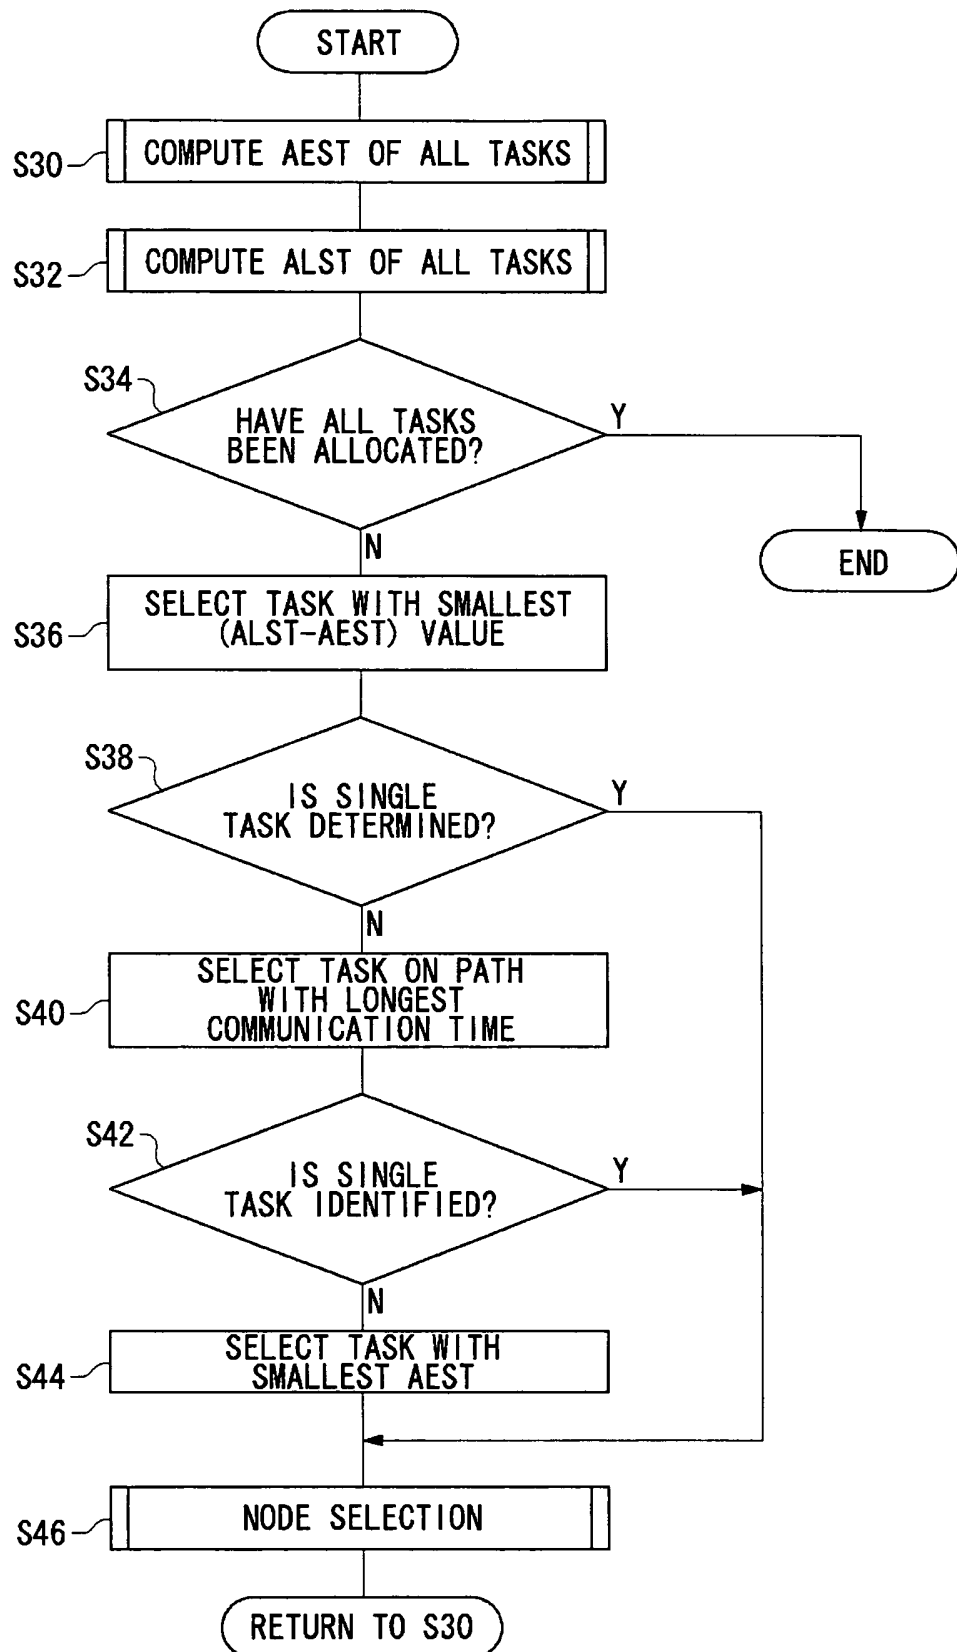 START
S30
COMPUTE AEST OF ALL TASKS
S32
COMPUTE ALST OF ALL TASKS
S34
HAVE ALL TASKS
BEEN ALLOCATED?
Y
N
END
S36
SELECT TASK WITH SMALLEST
(ALST-AEST) VALUE
S38
IS SINGLE
TASK DETERMINED?
Y
N
S40
SELECT TASK ON PATH
WITH LONGEST
COMMUNICATION TIME
S42
IS SINGLE
TASK IDENTIFIED?
Y
N
S44
SELECT TASK WITH
SMALLEST AEST
S46
NODE SELECTION
RETURN TO S30